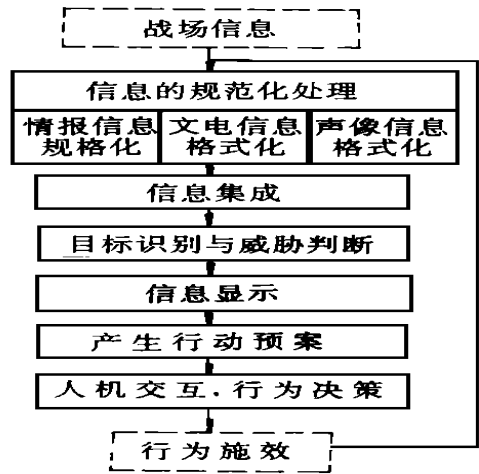 战场信息
信息的规范化处理
情报信息 文电信息 声像信息
规格化 格式化 格式化
信息集成
目标识别与威胁判断
信息显示
产生行动预案
人机交互.行为决策
行为施效